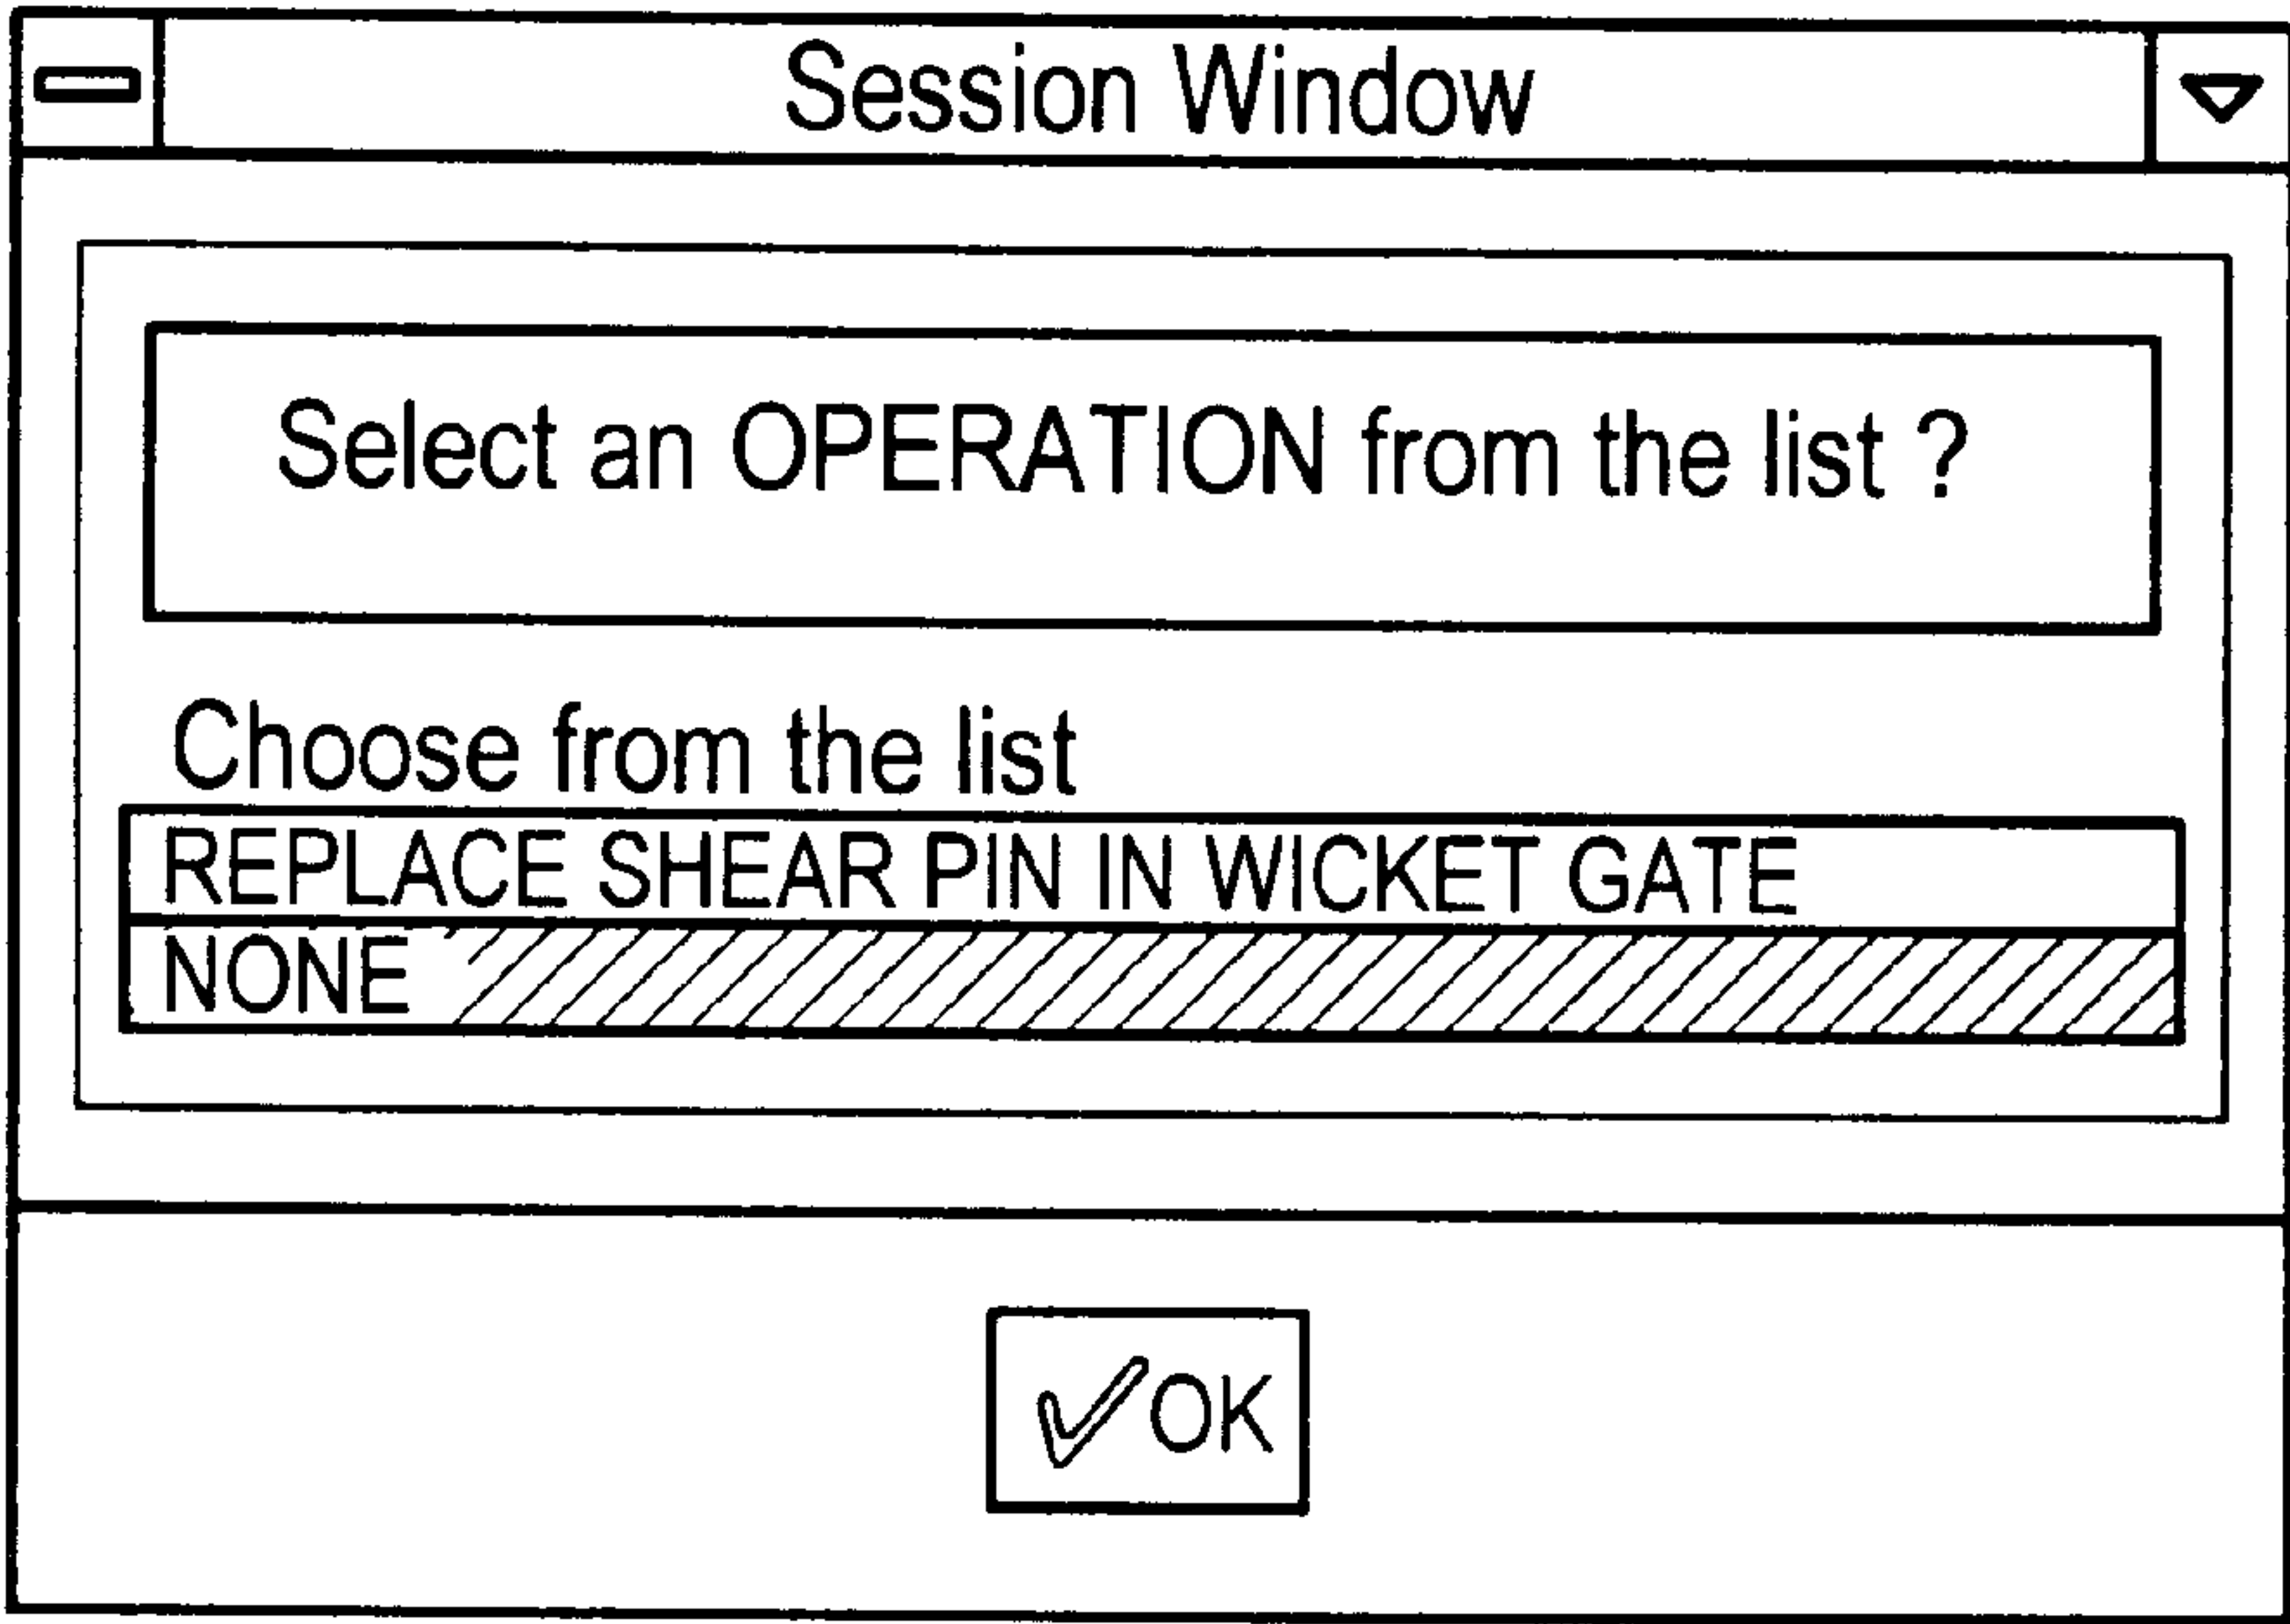 Session Window
Select an OPERATION from the list ?
Choose from the list
REPLACE SHEAR PIN IN WICKET GATE
NONE
OK